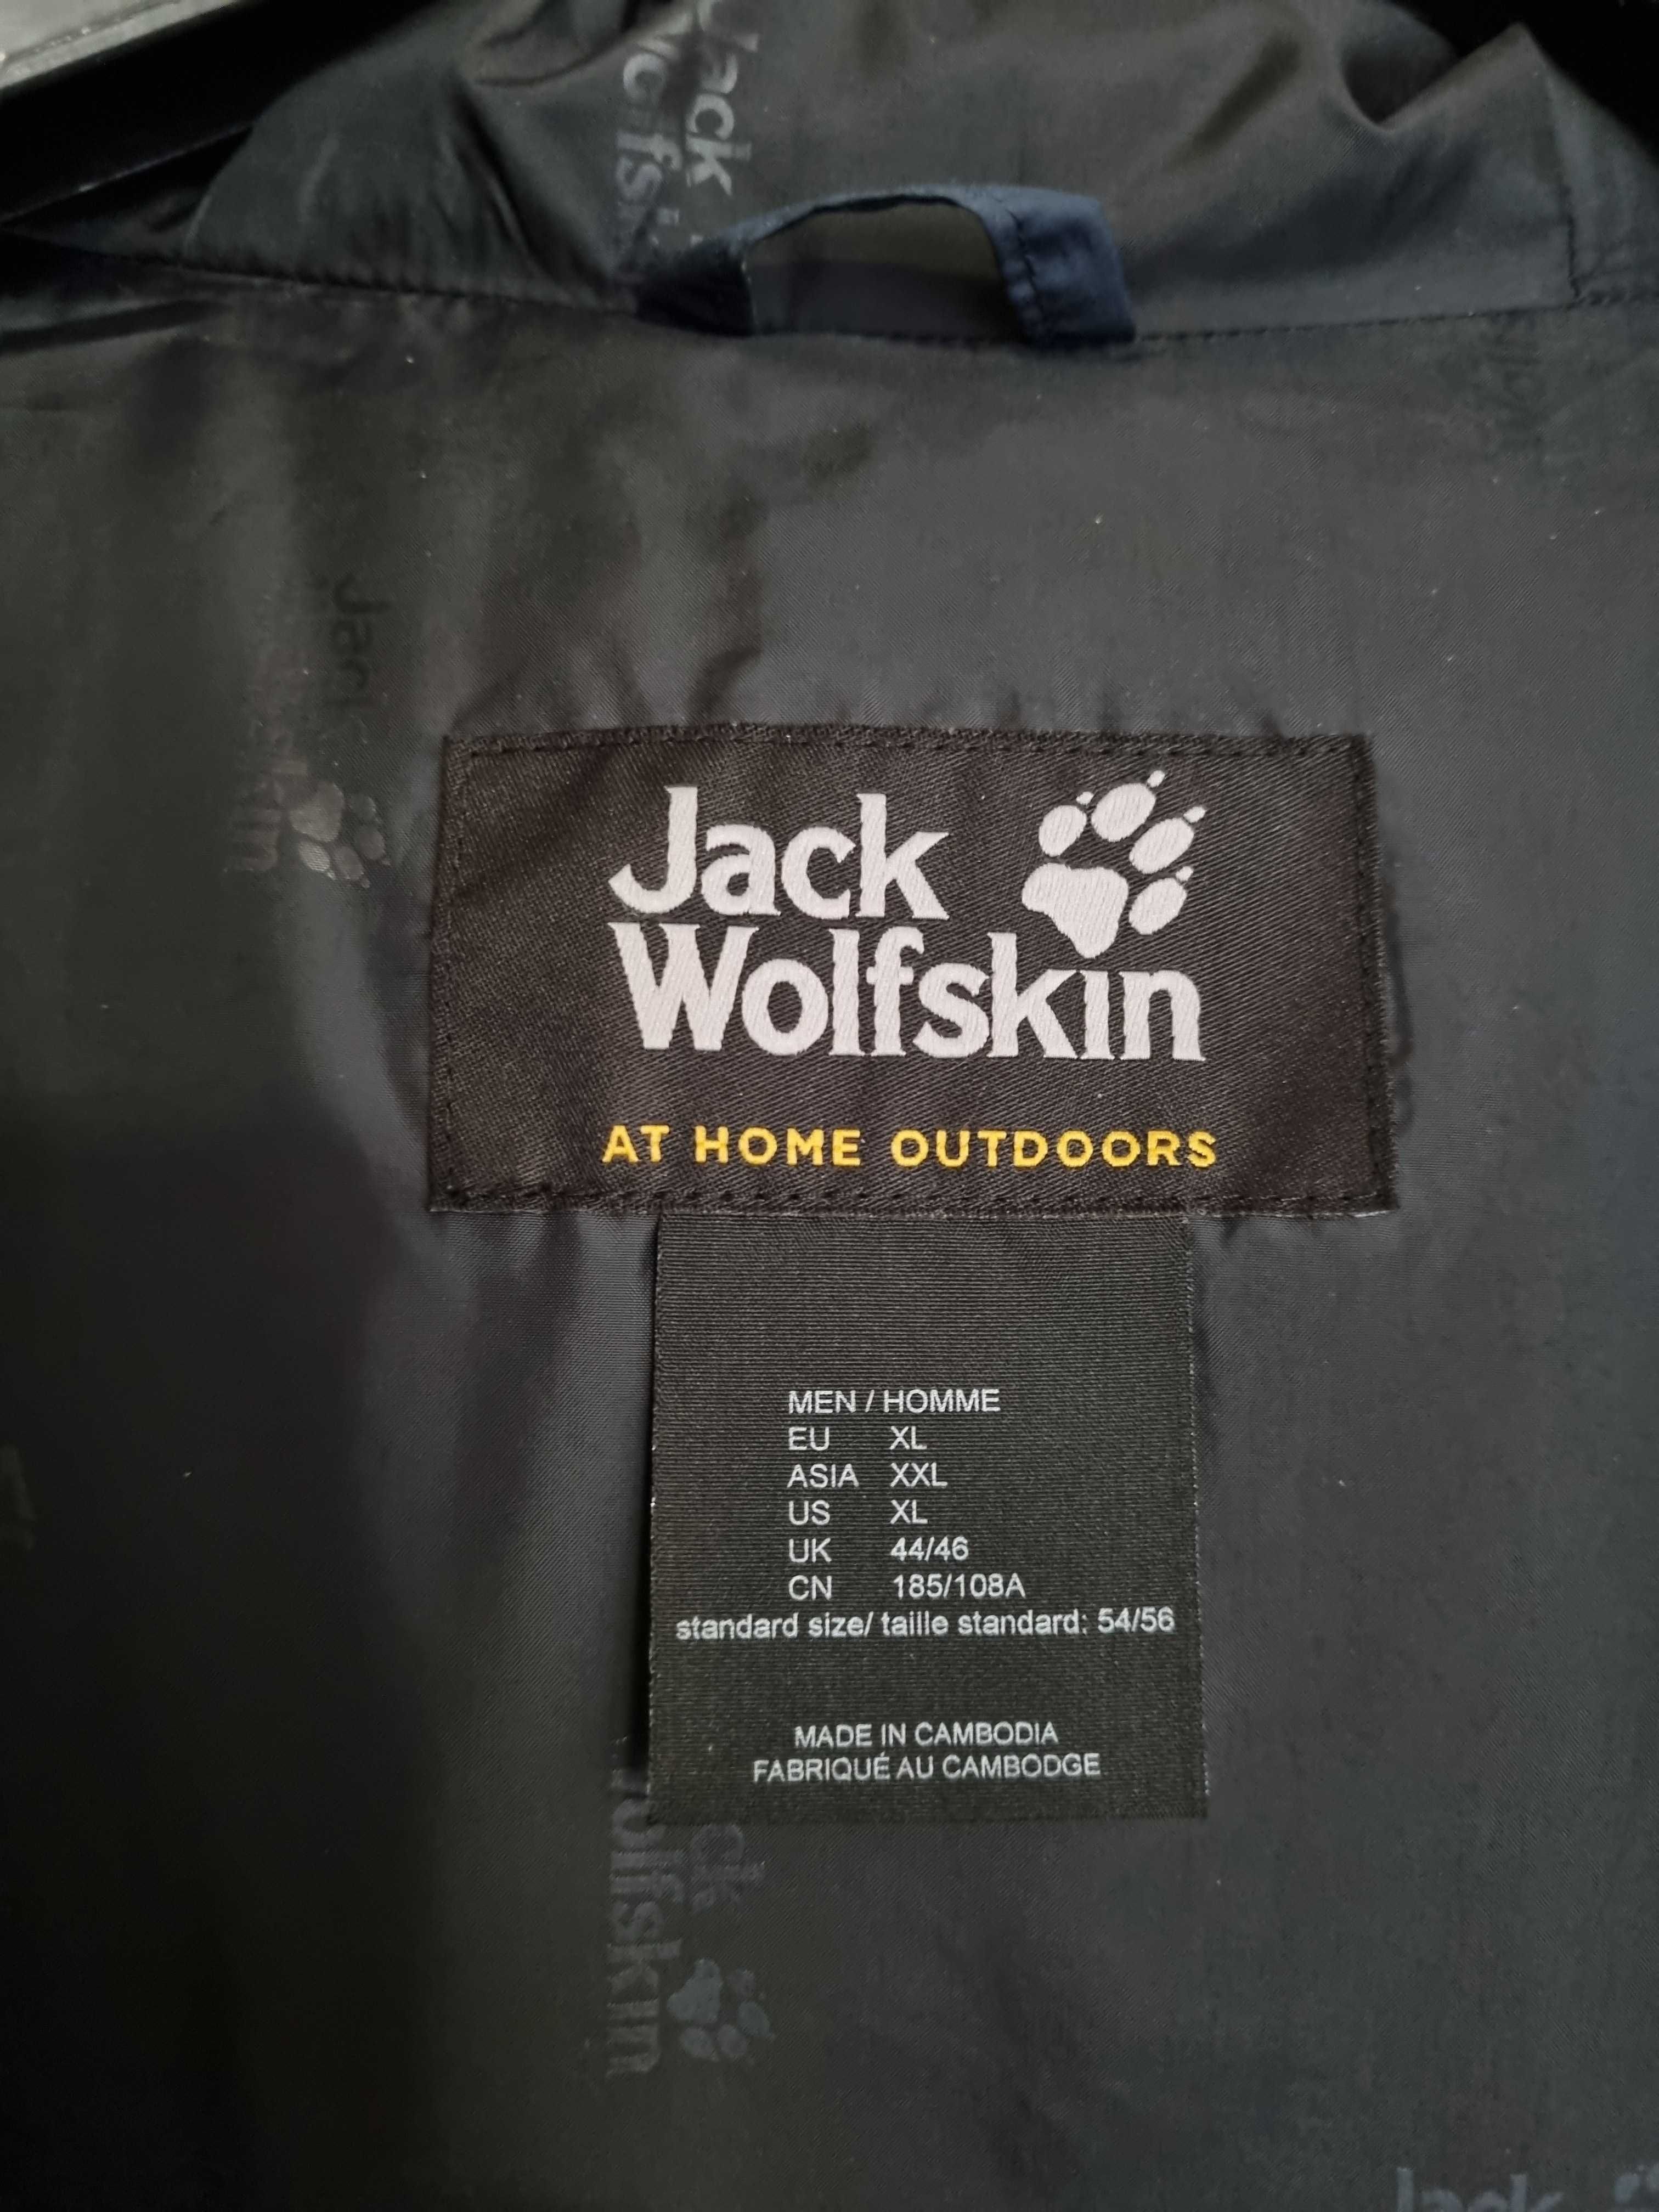 Jack
Wolfskin
AT HOME OUTDOORS
MEN / HOMME
EU XL
ASIA XXL
US XL
UK 44/46
CN 185/108A
standard size/ taille standard: 54/56
MADE IN CAMBODIA
FABRIQUÉ AU CAMBODGE
Jack